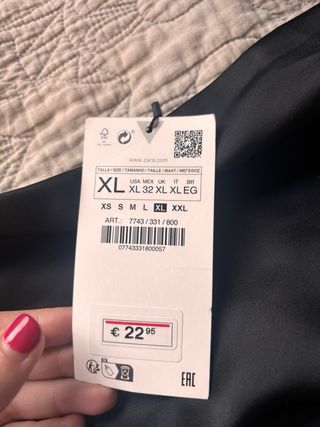 www.zara.com
TALLA / SIZE / TAMANHO / TAILLE / MAAT / ΜΕΓΕΘΟΣ
XL
USA MEX UK IT BR
XL 32 XL XL EG
XS S M L XL XXL
ART.: 7743 / 331 / 800
07743331800057
€ 22 95
EAC